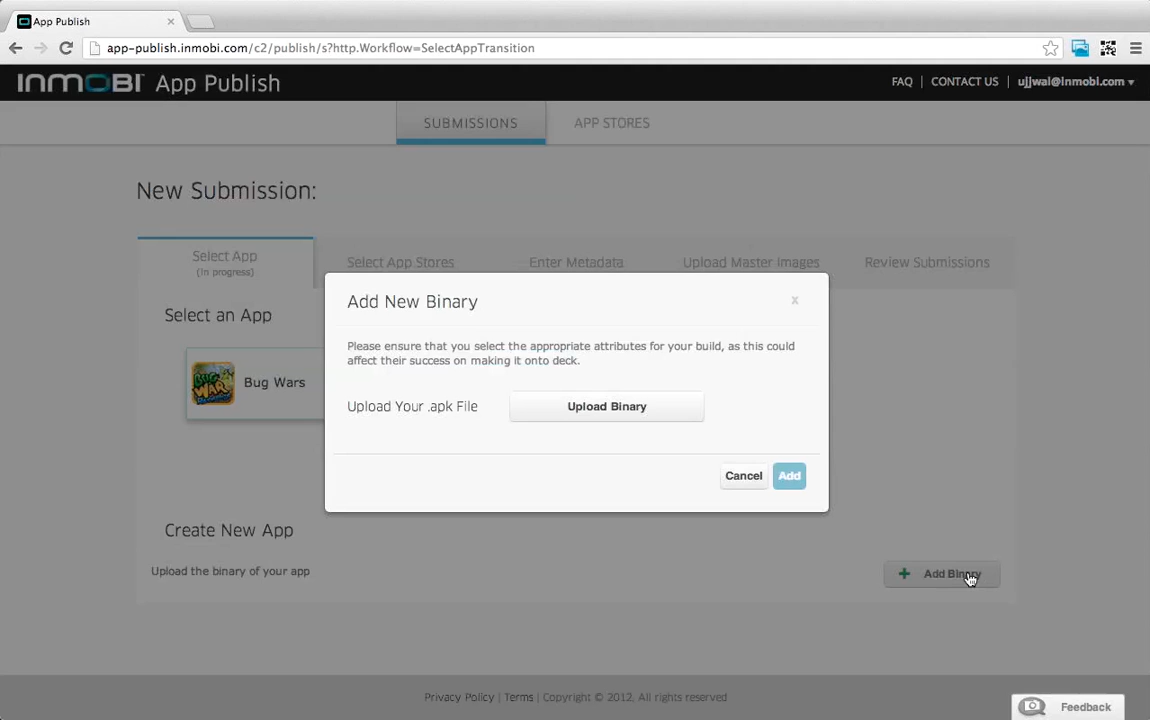 App Publish
app-publish.inmobi.com/c2/publish/s?http.Workflow=SelectAppTransition
INMOBI App Publish
FAQ | CONTACT US | ujjwal@inmobi.com
SUBMISSIONS APP STORES
New Submission:
Select App
(In progress)
Select App Stores
Enter Metadata
Upload Master Images
Review Submissions
Select an App
BUG WAR
Bug Wars
Add New Binary
x
Please ensure that you select the appropriate attributes for your build, as this could
affect their success on making it onto deck.
Upload Your .apk File Upload Binary
Cancel Add
Create New App
Upload the binary of your app
+ Add Binary
Privacy Policy | Terms | Copyright © 2012. All rights reserved
Feedback